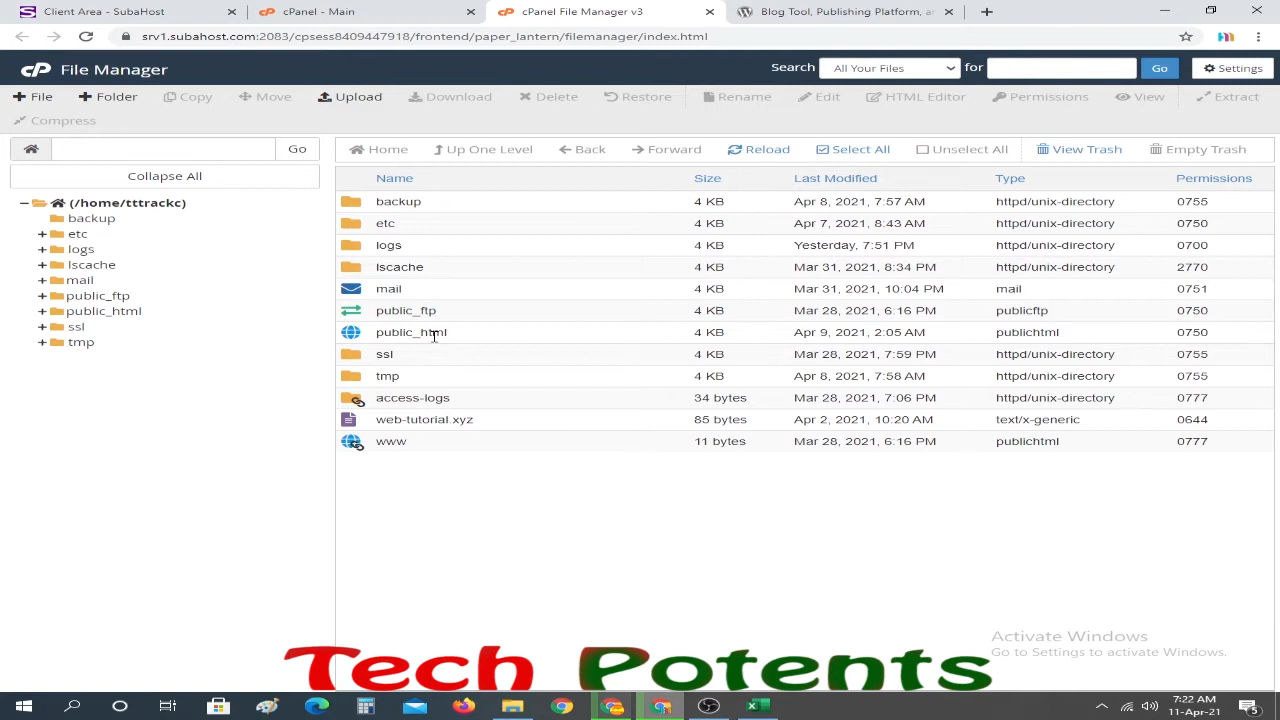 Client Area - SubaHost
cPanel - Main
cPanel File Manager v3
Blog Tool, Publishing Platform, an
srv1.subahost.com:2083/cpsess8409447918/frontend/paper_lantern/filemanager/index.html
cP File Manager
Search All Your Files for Go Settings
File Folder Copy Move Upload Download Delete Restore Rename Edit HTML Editor Permissions View Extract
Compress
Go
Home Up One Level Back Forward Reload Select All Unselect All View Trash Empty Trash
Collapse All
(/home/tttrackc)
backup
etc
logs
lscache
mail
public_ftp
public_html
ssl
tmp
Name Size Last Modified Type Permissions
backup 4 KB Apr 8, 2021, 7:57 AM httpd/unix-directory 0755
etc 4 KB Apr 7, 2021, 8:43 AM httpd/unix-directory 0750
logs 4 KB Yesterday, 7:51 PM httpd/unix-directory 0700
lscache 4 KB Mar 31, 2021, 8:34 PM httpd/unix-directory 2770
mail 4 KB Mar 31, 2021, 10:04 PM mail 0751
public_ftp 4 KB Mar 28, 2021, 6:16 PM publicftp 0750
public_html 4 KB Apr 9, 2021, 2:05 AM publichtml 0750
ssl 4 KB Mar 28, 2021, 7:59 PM httpd/unix-directory 0755
tmp 4 KB Apr 8, 2021, 7:58 AM httpd/unix-directory 0755
access-logs 34 bytes Mar 28, 2021, 7:06 PM httpd/unix-directory 0777
web-tutorial.xyz 85 bytes Apr 2, 2021, 10:20 AM text/x-generic 0644
www 11 bytes Mar 28, 2021, 6:16 PM publichtml 0777
Activate Windows
Go to Settings to activate Windows.
Tech Potents
7:22 AM
11-Apr-21
5